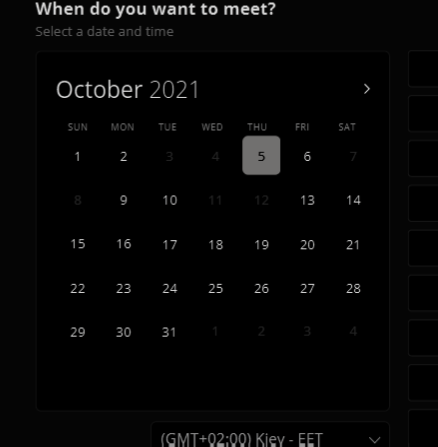 When do you want to meet?
Select a date and time
October 2021
SUN MON TUE WED THU FRI SAT
1 2 3 4 5 6 7
8 9 10 11 12 13 14
15 16 17 18 19 20 21
22 23 24 25 26 27 28
29 30 31 1 2 3 4
(GMT+02:00) Kiev - EET